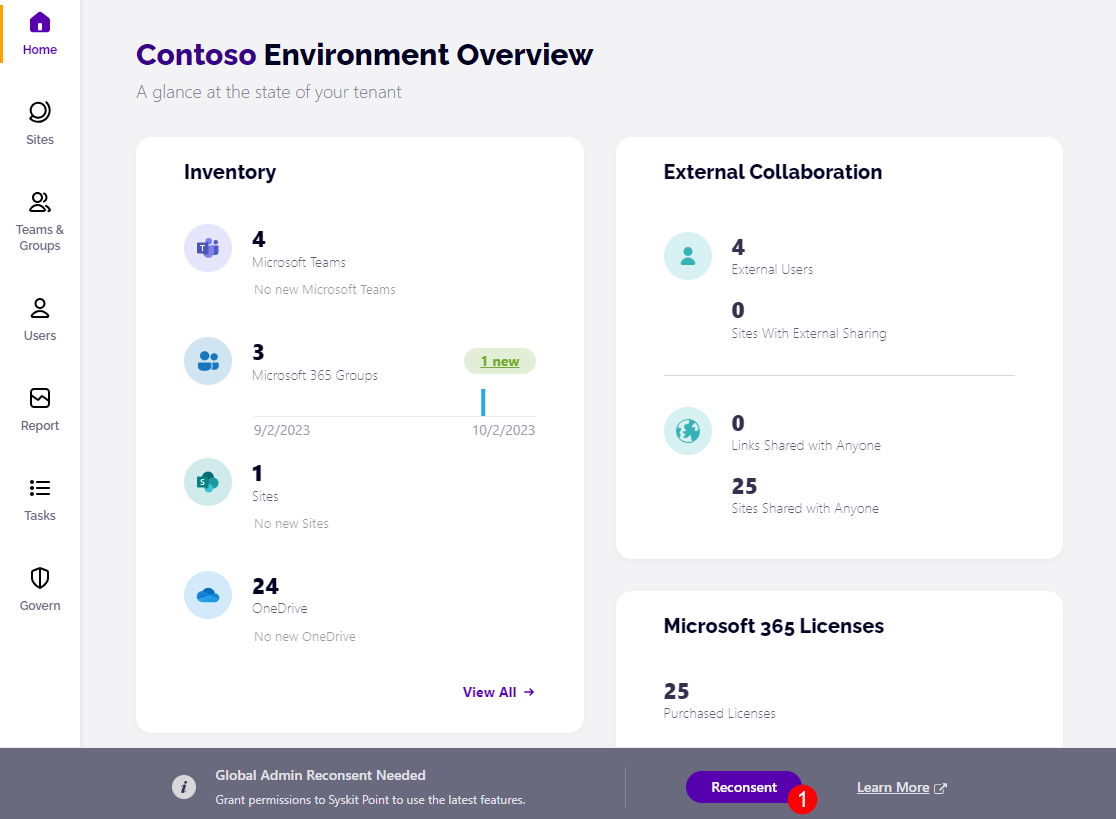 Home
Sites
Teams &
Groups
Users
Report
Tasks
Govern
Contoso Environment Overview
A glance at the state of your tenant
Inventory
4
Microsoft Teams
No new Microsoft Teams
3
Microsoft 365 Groups
1 new
9/2/2023 10/2/2023
S
1
Sites
No new Sites
24
OneDrive
No new OneDrive
View All →
External Collaboration
4
External Users
0
Sites With External Sharing
0
Links Shared with Anyone
25
Sites Shared with Anyone
Microsoft 365 Licenses
25
Purchased Licenses
i
Global Admin Reconsent Needed
Grant permissions to Syskit Point to use the latest features.
Reconsent
1
Learn More